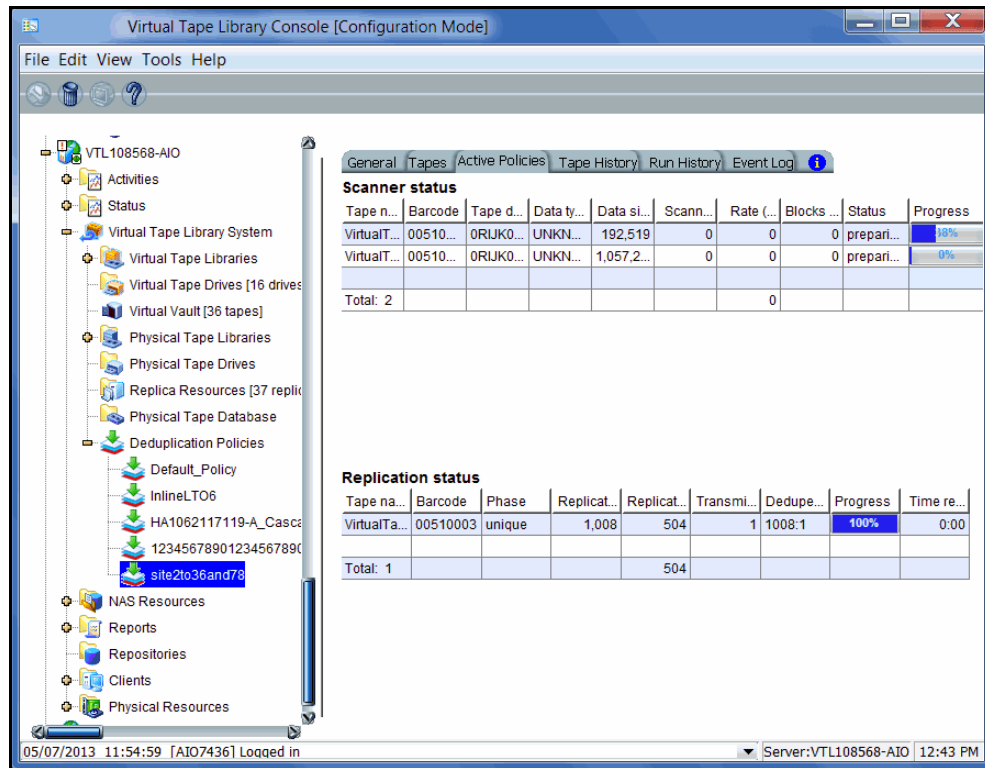 Virtual Tape Library Console [Configuration Mode]
File Edit View Tools Help
VTL108568-AIO
Activities
Status
Virtual Tape Library System
Virtual Tape Libraries
Virtual Tape Drives [16 drives
Virtual Vault [36 tapes]
Physical Tape Libraries
Physical Tape Drives
Replica Resources [37 replic
Physical Tape Database
Deduplication Policies
Default_Policy
InlineLTO6
HA1062117119-A_Casca
1234567890123456789(
site2to36and78
NAS Resources
Reports
Repositories
Clients
Physical Resources
General Tapes Active Policies Tape History Run History Event Log
Scanner status
Tape n... Barcode Tape d... Data ty... Data si... Scann... Rate (... Blocks ... Status Progress
VirtualT... 00510... 0RIJK0... UNKN... 192,519 0 0 0 prepari... 38%
VirtualT... 00510... 0RIJK0... UNKN... 1,057,2... 0 0 0 prepari... 0%
Total: 2 0
Replication status
Tape na... Barcode Phase Replicat... Replicat... Transmi... Dedupe... Progress Time re...
VirtualTa... 00510003 unique 1,008 504 1 1008:1 100% 0:00
Total: 1 504
05/07/2013 11:54:59 [AIO7436] Logged in
Server:VTL108568-AIO 12:43 PM